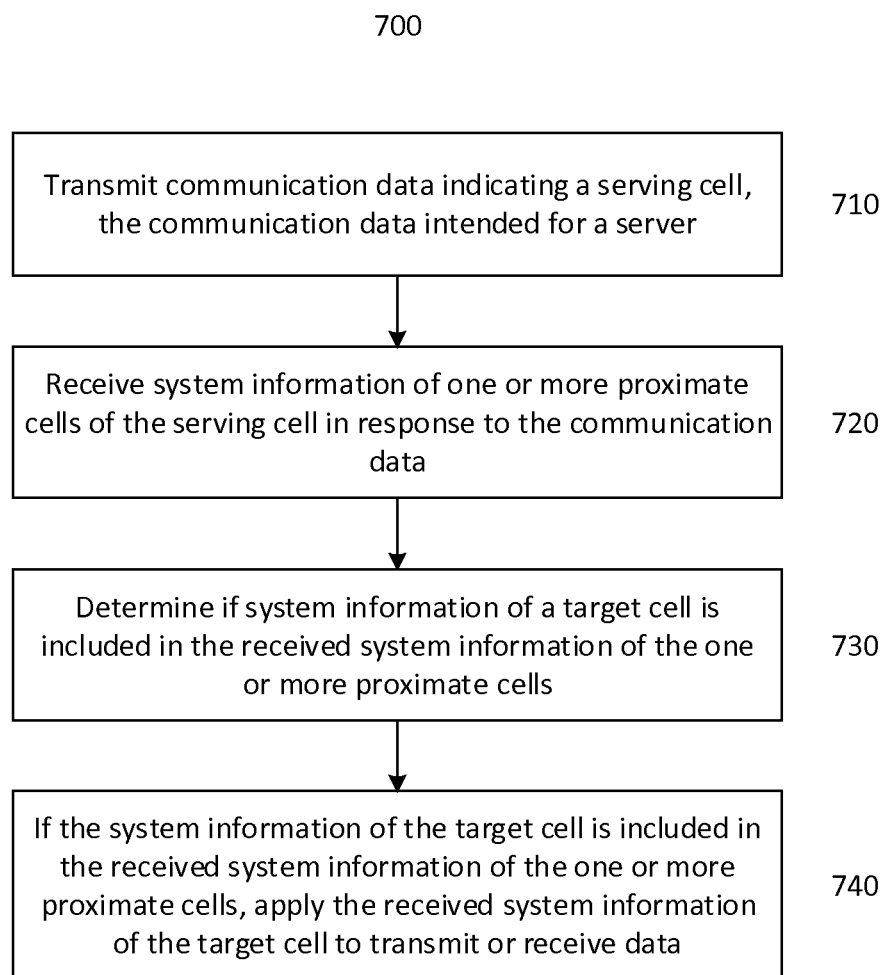 700
Transmit communication data indicating a serving cell,
the communication data intended for a server
710
Receive system information of one or more proximate
cells of the serving cell in response to the communication
data
720
Determine if system information of a target cell is
included in the received system information of the one
or more proximate cells
730
If the system information of the target cell is included in
the received system information of the one or more
proximate cells, apply the received system information
of the target cell to transmit or receive data
740